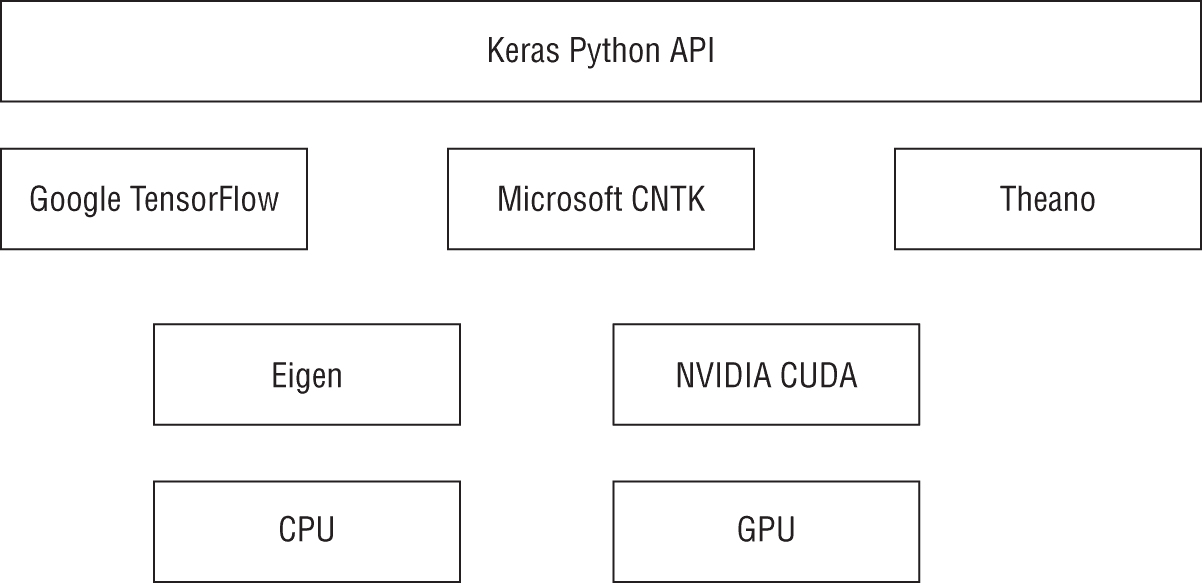 Keras Python API
Google TensorFlow
Microsoft CNTK
Theano
Eigen
NVIDIA CUDA
CPU
GPU